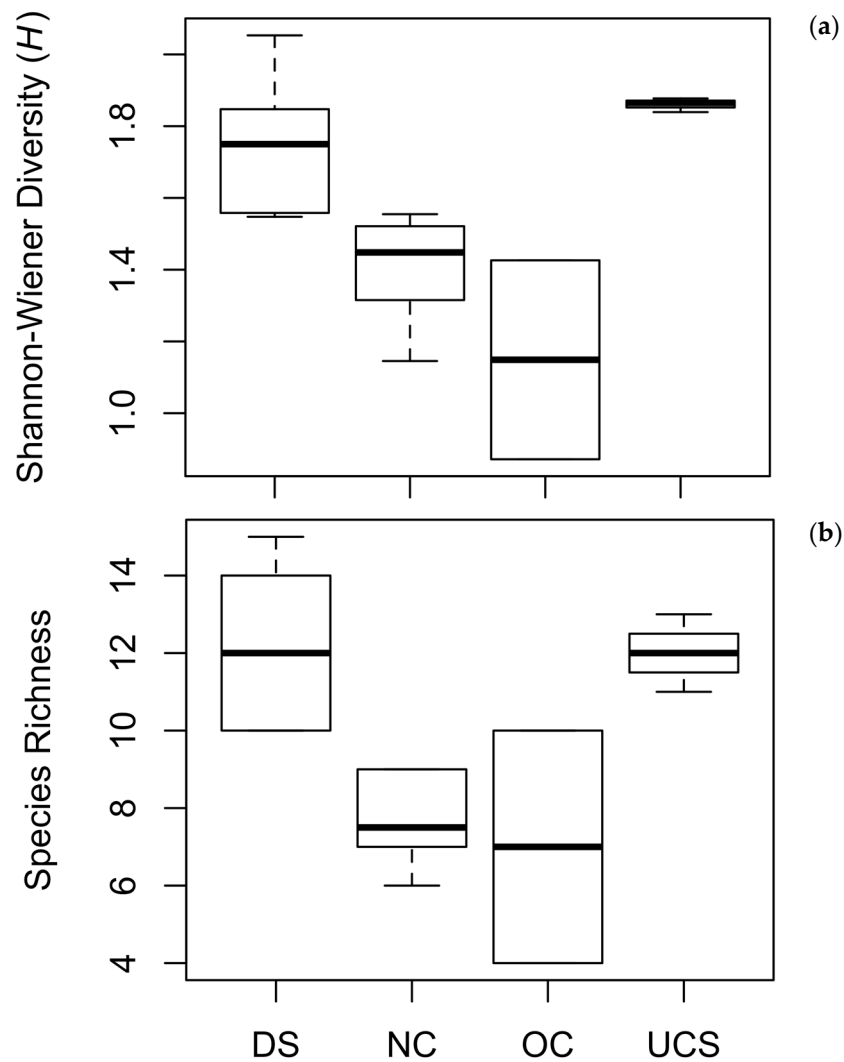 (a)
Shannon-Wiener Diversity (H)
1.8
1.4
1.0
(b)
Species Richness
14
12
10
8
6
4
DS NC OC UCS